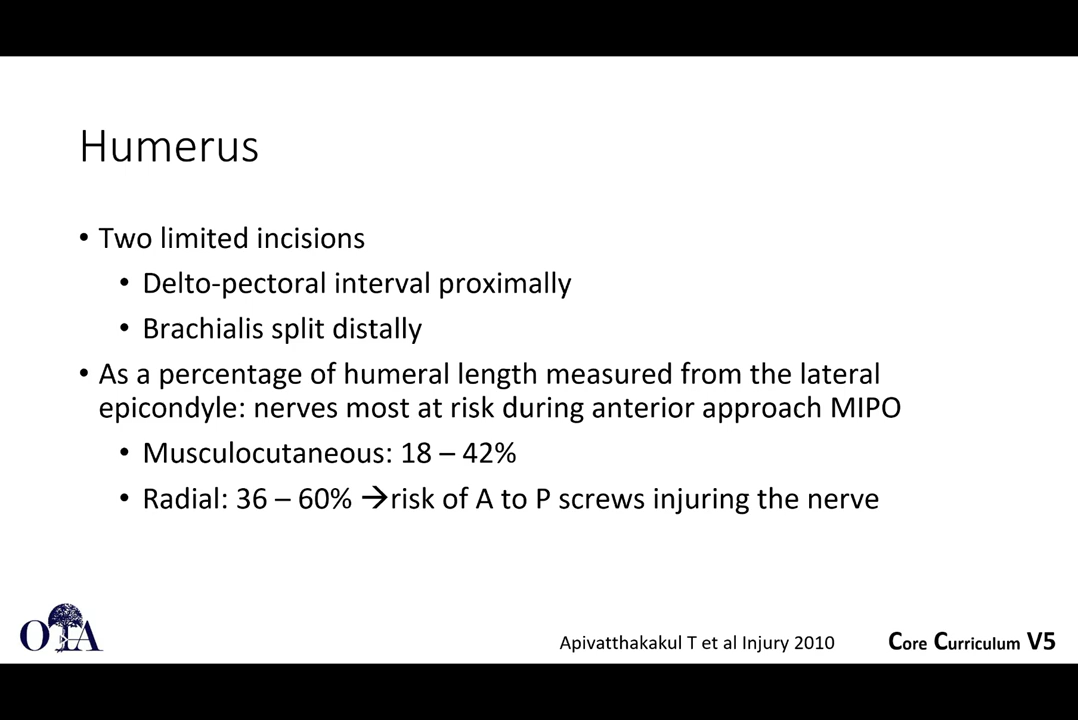 Humerus
• Two limited incisions
• Delto-pectoral interval proximally
• Brachialis split distally
• As a percentage of humeral length measured from the lateral
epicondyle: nerves most at risk during anterior approach MIPO
• Musculocutaneous: 18 – 42%
• Radial: 36 – 60% →risk of A to P screws injuring the nerve
OTA
Apivatthakakul T et al Injury 2010
Core Curriculum V5